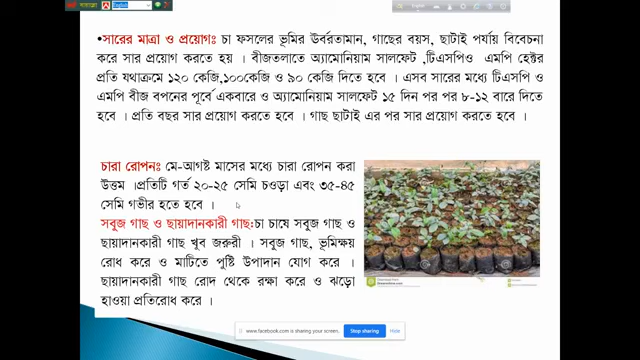 English
•সারের মাত্রা ও প্রয়োগঃ চা ফসলের ভূমির ঊর্বরতামান, গাছের বয়স, ছাটাই পর্যায় বিবেচনা
করে সার প্রয়োগ করতে হয় । বীজতলাতে অ্যামোনিয়াম সালফেট ,টিএসপিও এমপি হেক্টর
প্রতি যথাক্রমে ১২০ কেজি,১০০কেজি ও ৯০ কেজি দিতে হবে । এসব সারের মধ্যে টিএসপি ও
এমপি বীজ বপনের পূর্বে একবারে ও অ্যামোনিয়াম সালফেট ১৫ দিন পর পর ৮-১২ বারে দিতে
হবে । প্রতি বছর সার প্রয়োগ করতে হবে । গাছ ছাটাই এর পর সার প্রয়োগ করতে হবে ।
চারা রোপনঃ মে-আগষ্ট মাসের মধ্যে চারা রোপন করা
উত্তম ।প্রতিটি গর্ত ২০-২৫ সেমি চওড়া এবং ৩৫-৪৫
সেমি গভীর হতে হবে ।
সবুজ গাছ ও ছায়াদানকারী গাছ:চা চাষে সবুজ গাছ ও
ছায়াদানকারী গাছ খুব জরুরী । সবুজ গাছ, ভূমিক্ষয়
রোধ করে ও মাটিতে পুষ্টি উপাদান যোগ করে ।
ছায়াদানকারী গাছ রোদ থেকে রক্ষা করে ও ঝড়ো
হাওয়া প্রতিরোধ করে ।
www.facebook.com is sharing your screen. Stop sharing Hide